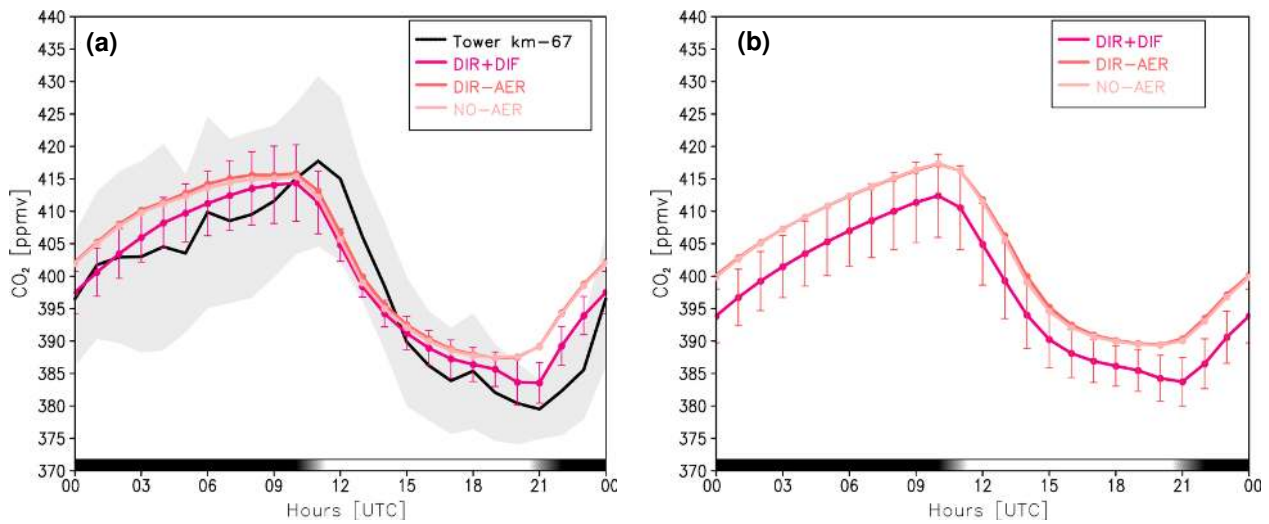 (a)
Tower km-67
DIR+DIF
DIR-AER
NO-AER
CO₂ [ppmv]
440
435
430
425
420
415
410
405
400
395
390
385
380
375
370
00 03 06 09 12 15 18 21 00
Hours [UTC]
(b)
DIR+DIF
DIR-AER
NO-AER
CO₂ [ppmv]
440
435
430
425
420
415
410
405
400
395
390
385
380
375
370
00 03 06 09 12 15 18 21 00
Hours [UTC]